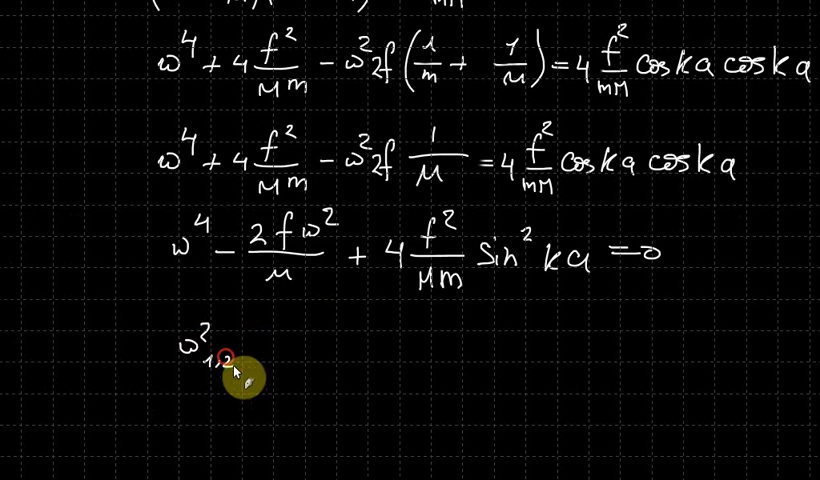 ω⁴ + 4 f²/Mm − ω² 2f (1/m + 1/M) = 4 f²/mM cos ka cos ka
ω⁴ + 4 f²/Mm − ω² 2f 1/μ = 4 f²/mM cos ka cos ka
ω⁴ − 2fω²/μ + 4 f²/Mm sin² ka = 0
ω²₁,₂